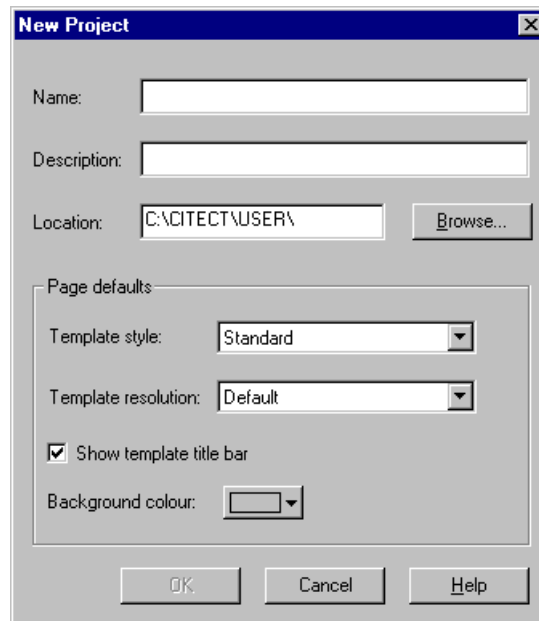 New Project
Name:
Description:
Location: C:\CITECT\USER\ Browse...
Page defaults
Template style: Standard
Template resolution: Default
Show template title bar
Background colour:
OK Cancel Help